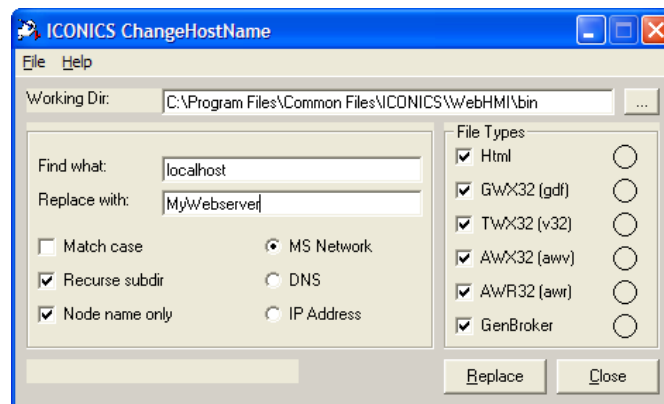 ICONICS ChangeHostName
File Help
Working Dir: C:\Program Files\Common Files\ICONICS\WebHMI\bin ...
Find what: localhost
Replace with: MyWebserver
Match case
Recurse subdir
Node name only
MS Network
DNS
IP Address
File Types
Html
GWX32 (gdf)
TWX32 (v32)
AWX32 (awv)
AWR32 (awr)
GenBroker
Replace Close